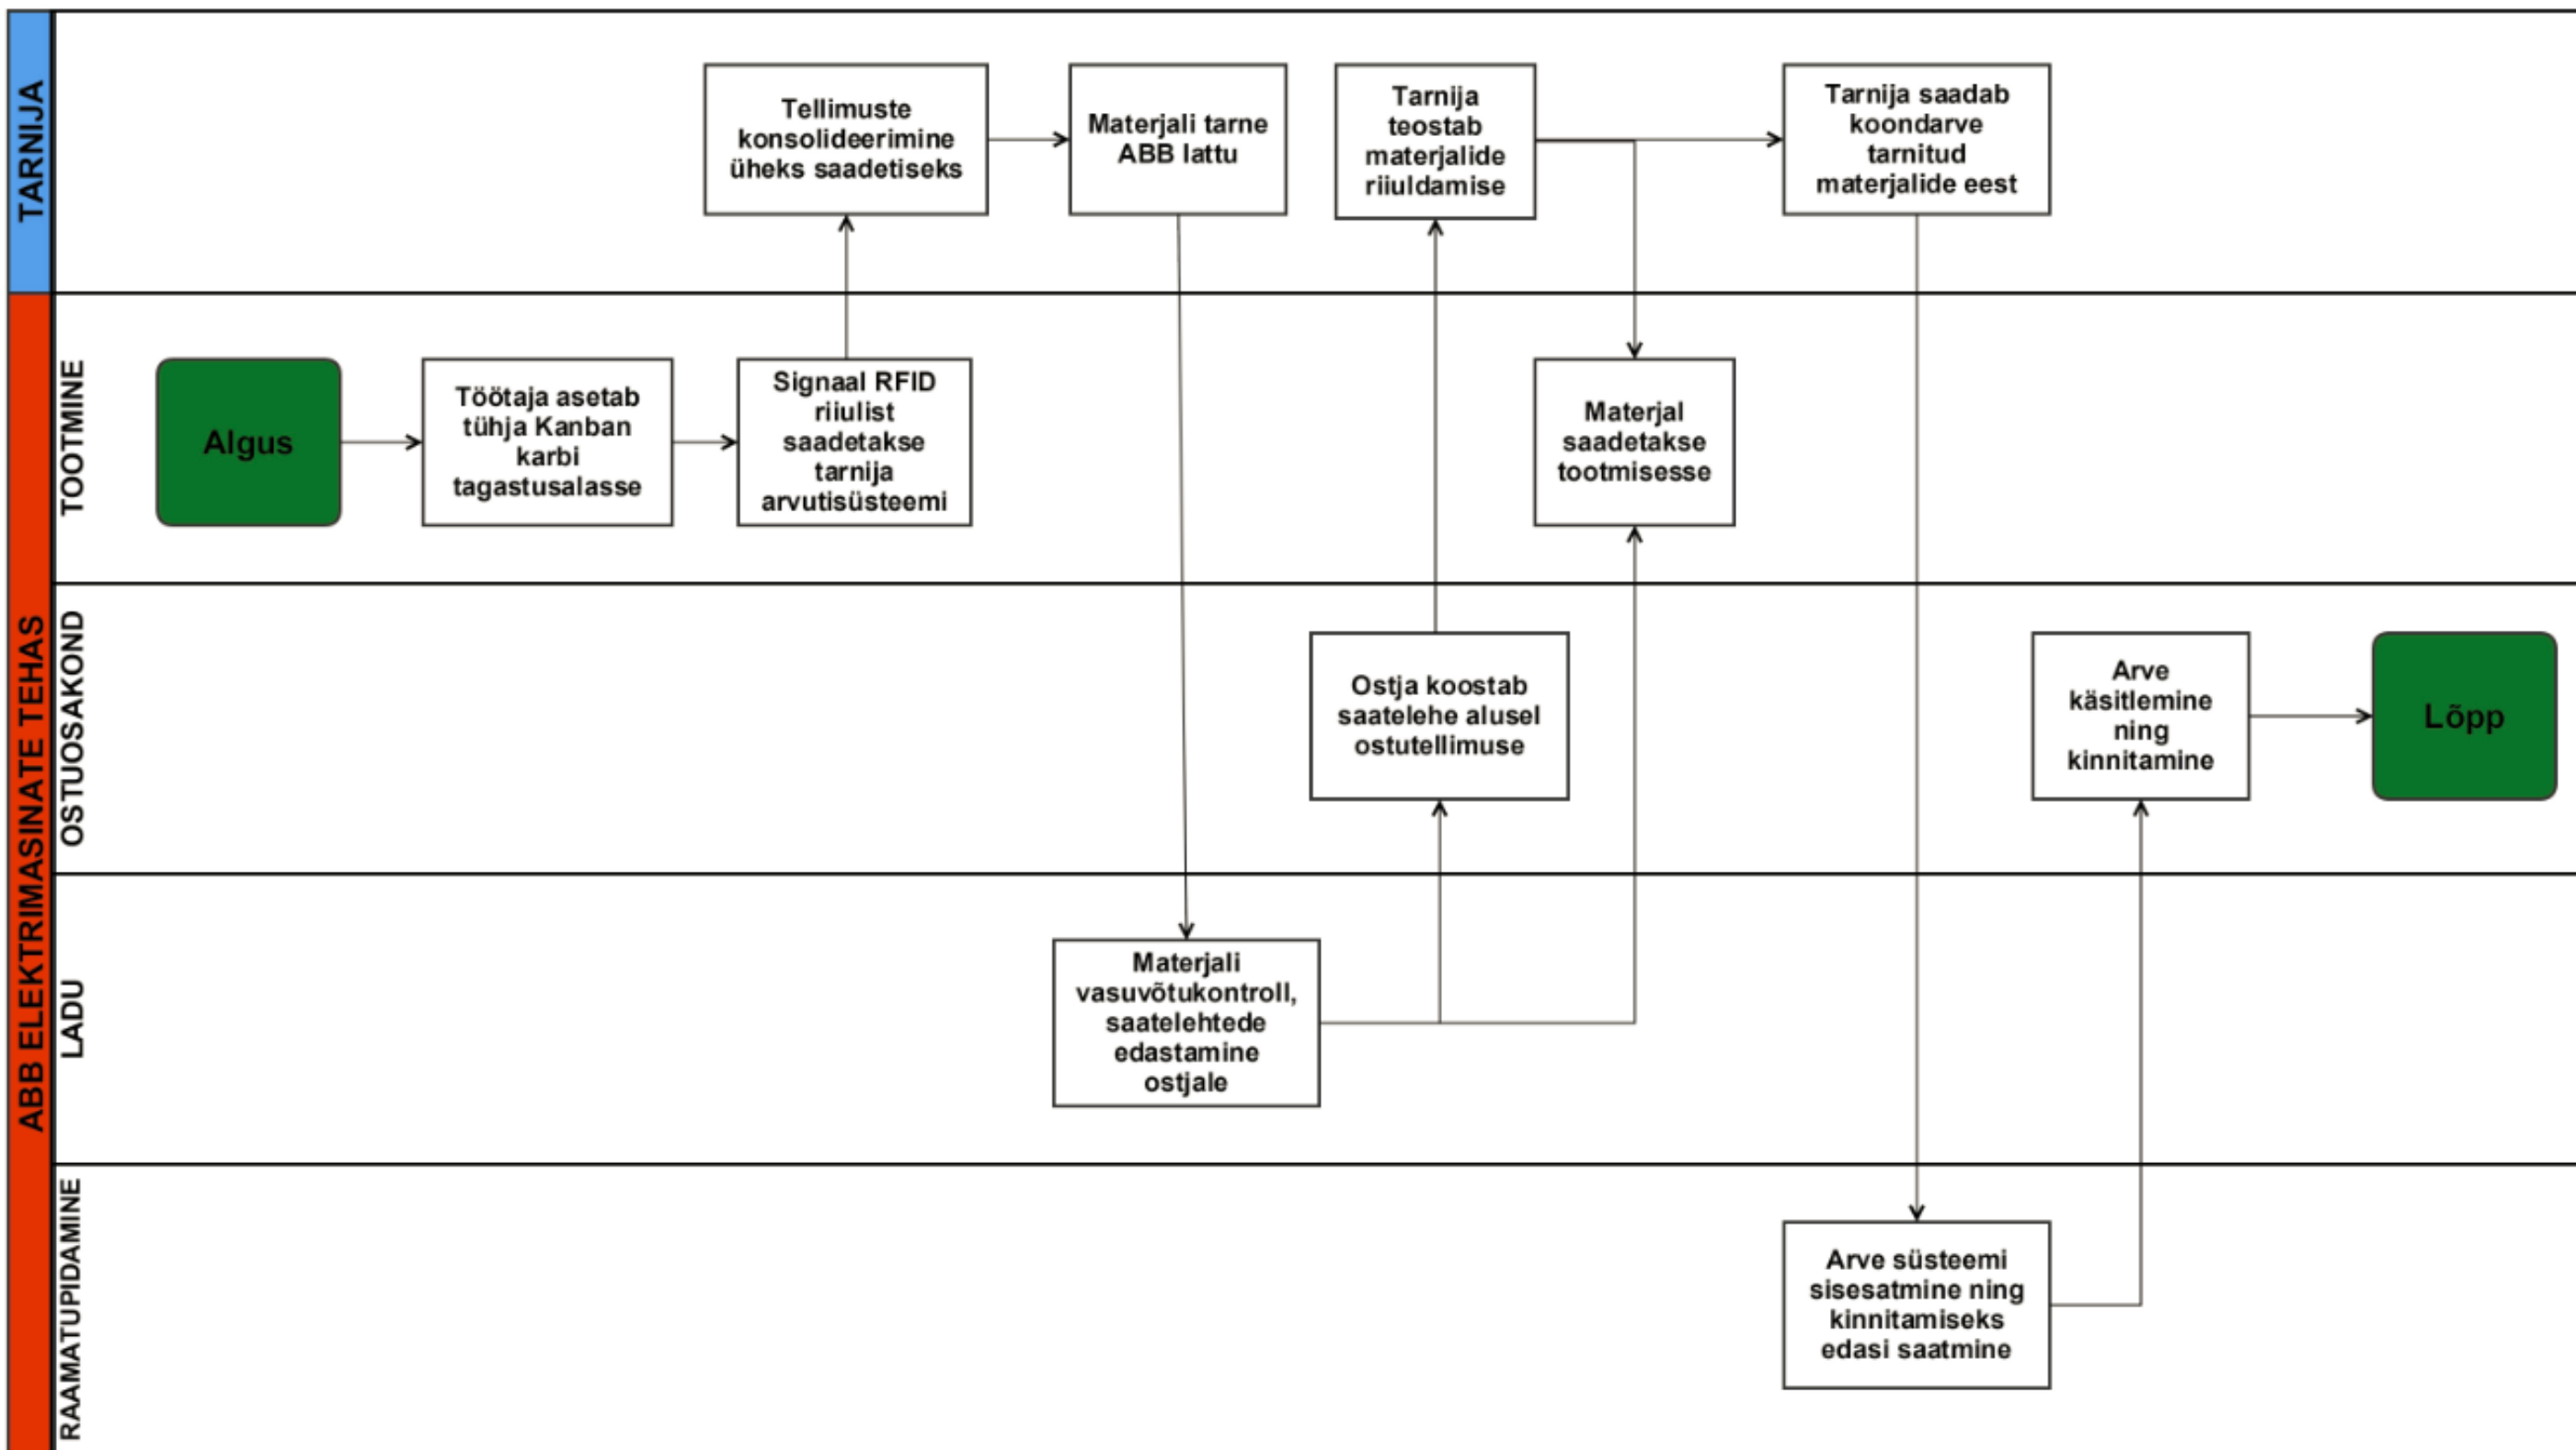 TARNIJA
Tellimuste
konsolideerimine
üheks saadetiseks
Materjali tarne
ABB lattu
Tarnija
teostab
materjalide
riiuldamise
Tarnija saadab
koondarve
tarnitud
materjalide eest
ABB ELEKTRIMASINATE TEHAS
TOOTMINE
Algus
Töötaja asetab
tühja Kanban
karbi
tagastusalasse
Signaal RFID
riiulist
saadetakse
tarnija
arvutisüsteemi
Materjal
saadetakse
tootmisesse
OSTUOSAKOND
Ostja koostab
saatelehe alusel
ostutellimuse
Arve
käsitlemine
ning
kinnitamine
Lõpp
LADU
Materjali
vasuvõtukontroll,
saatelehtede
edastamine
ostjale
RAAMATUPIDAMINE
Arve süsteemi
sisesatmine ning
kinnitamiseks
edasi saatmine